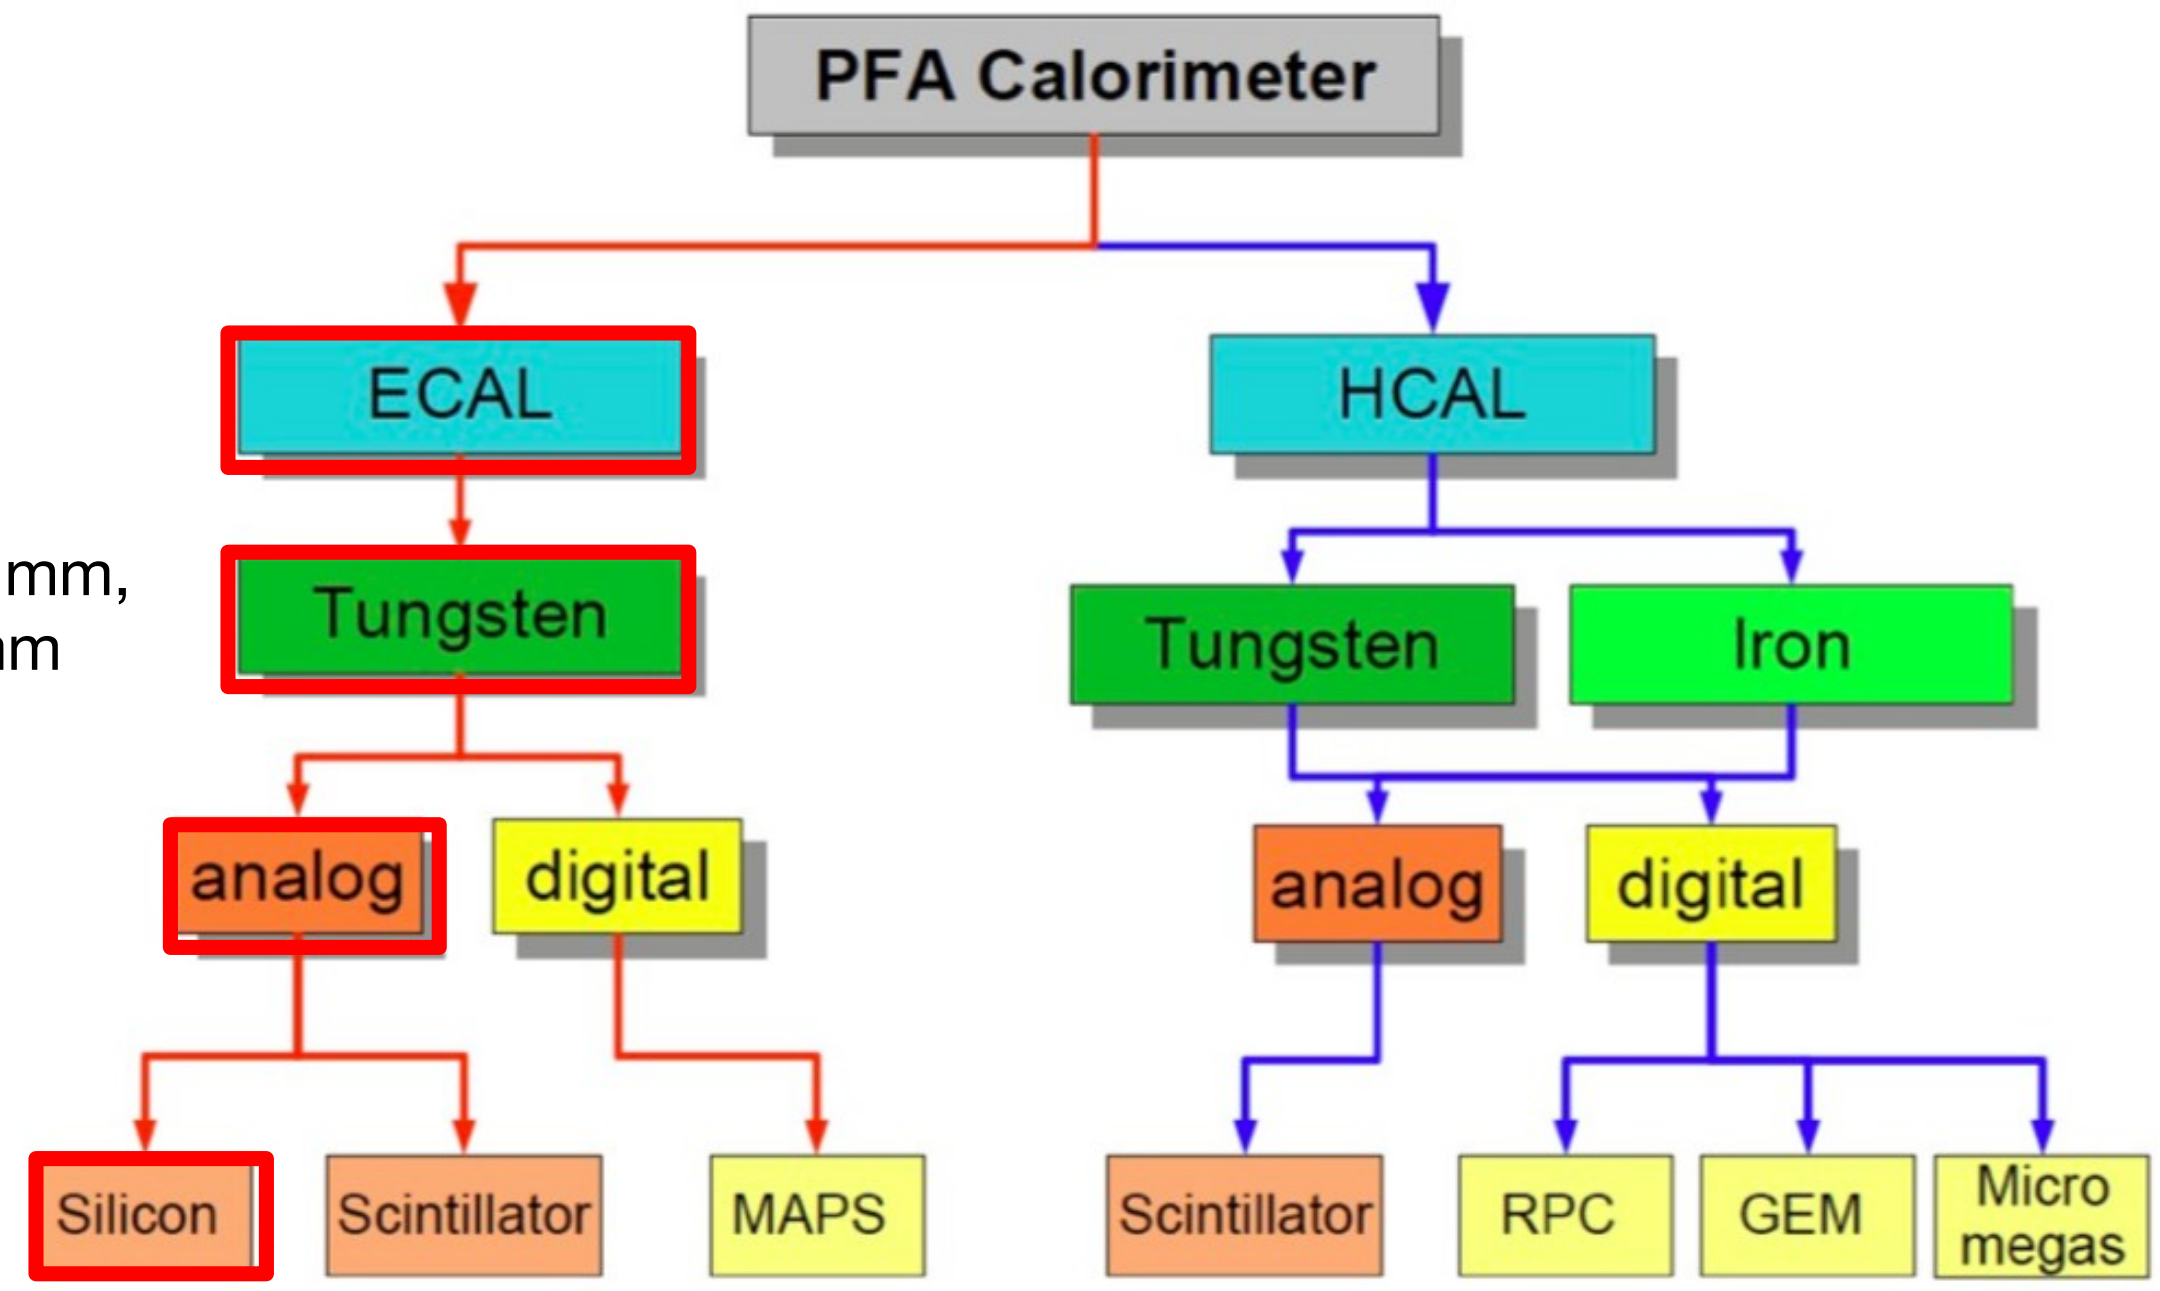 PFA Calorimeter
ECAL
HCAL
mm,
Tungsten
Tungsten
Iron
analog
digital
analog
digital
Silicon
Scintillator
MAPS
Scintillator
RPC
GEM
Micro
megas